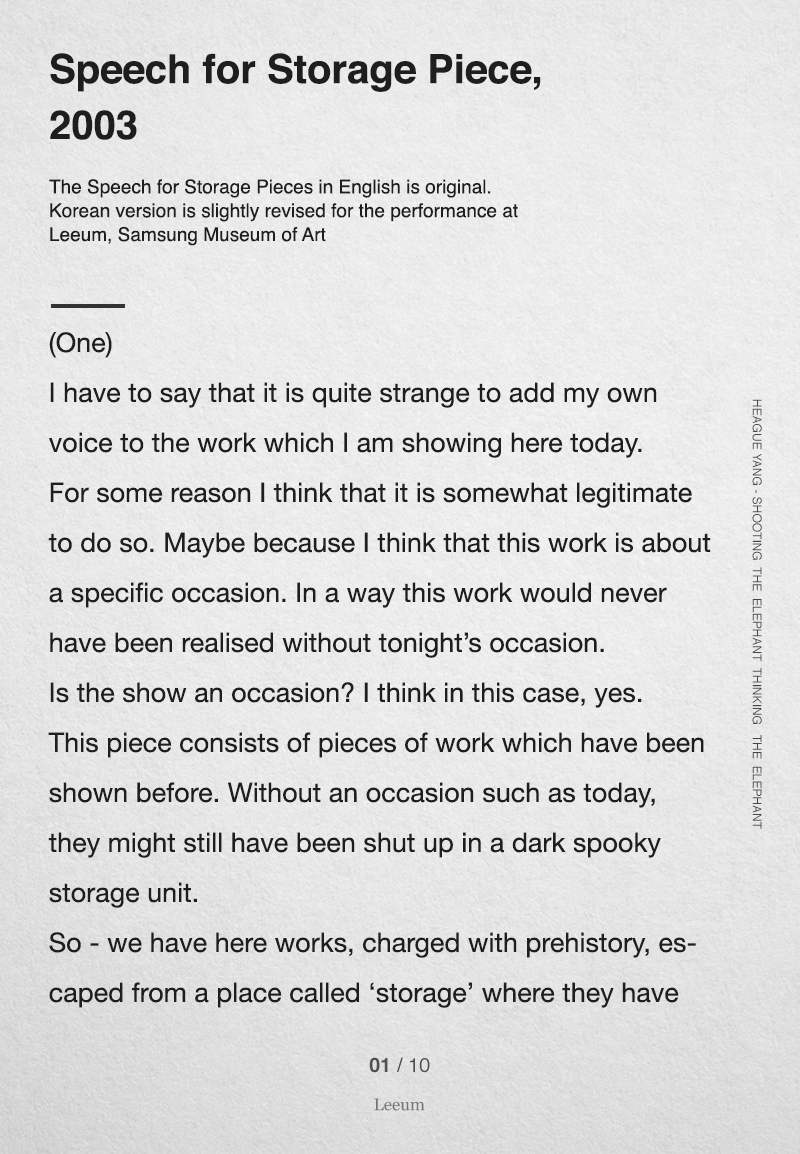 Speech for Storage Piece,
2003
The Speech for Storage Pieces in English is original.
Korean version is slightly revised for the performance at
Leeum, Samsung Museum of Art
(One)
I have to say that it is quite strange to add my own
voice to the work which I am showing here today.
For some reason I think that it is somewhat legitimate
to do so. Maybe because I think that this work is about
a specific occasion. In a way this work would never
have been realised without tonight’s occasion.
Is the show an occasion? I think in this case, yes.
This piece consists of pieces of work which have been
shown before. Without an occasion such as today,
they might still have been shut up in a dark spooky
storage unit.
So - we have here works, charged with prehistory, es-
caped from a place called ‘storage’ where they have
HEAGUE YANG - SHOOTING THE ELEPHANT THINKING THE ELEPHANT
01 / 10
Leeum